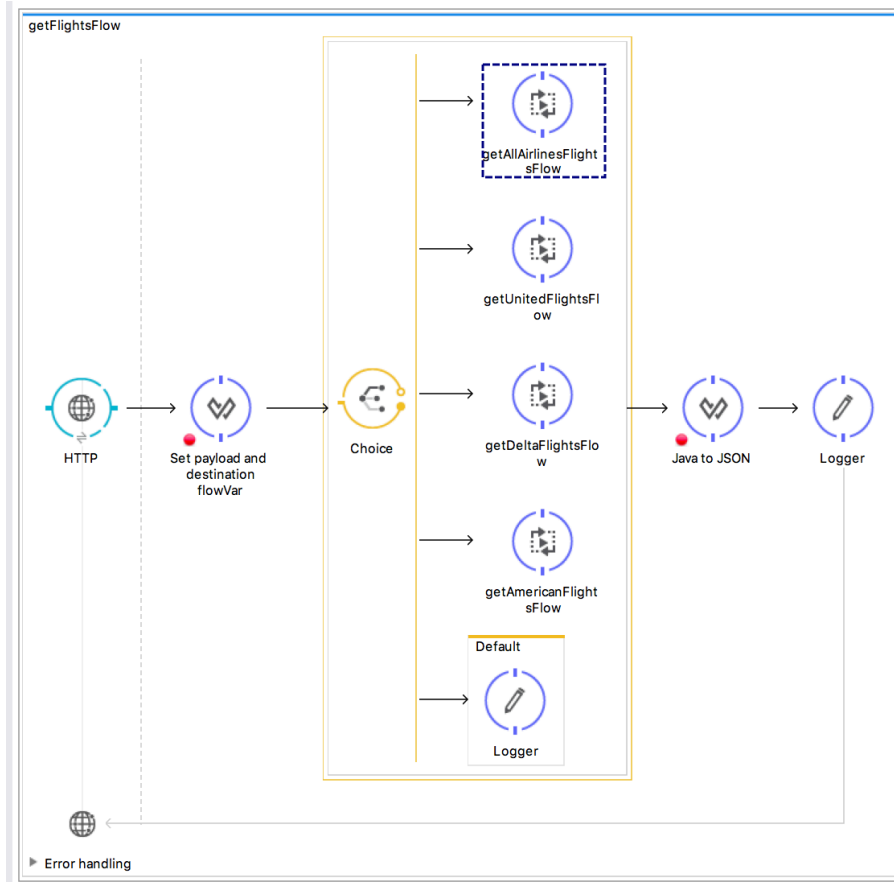 getFlightsFlow
getAllAirlinesFlight
sFlow
getUnitedFlightsFl
ow
getDeltaFlightsFlo
w
HTTP
Set payload and
destination
flowVar
Choice
Java to JSON
Logger
getAmericanFlight
sFlow
Default
Logger
Error handling